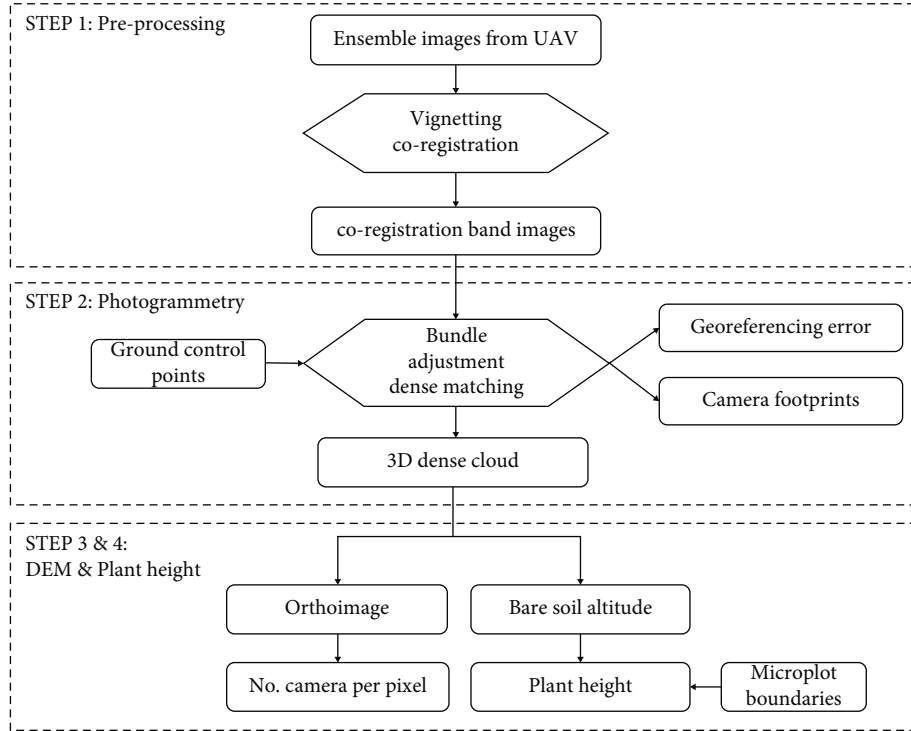 STEP 1: Pre-processing
Ensemble images from UAV
Vignetting
co-registration
co-registration band images
STEP 2: Photogrammetry
Ground control
points
Bundle
adjustment
dense matching
Georeferencing error
Camera footprints
3D dense cloud
STEP 3 & 4:
DEM & Plant height
Orthoimage
Bare soil altitude
No. camera per pixel
Plant height
Microplot
boundaries